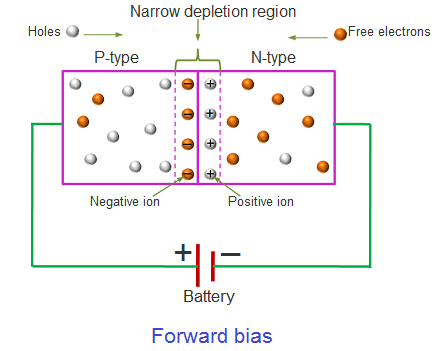 Narrow depletion region
Holes
Free electrons
P-type
N-type
Negative ion
Positive ion
+ −
Battery
Forward bias